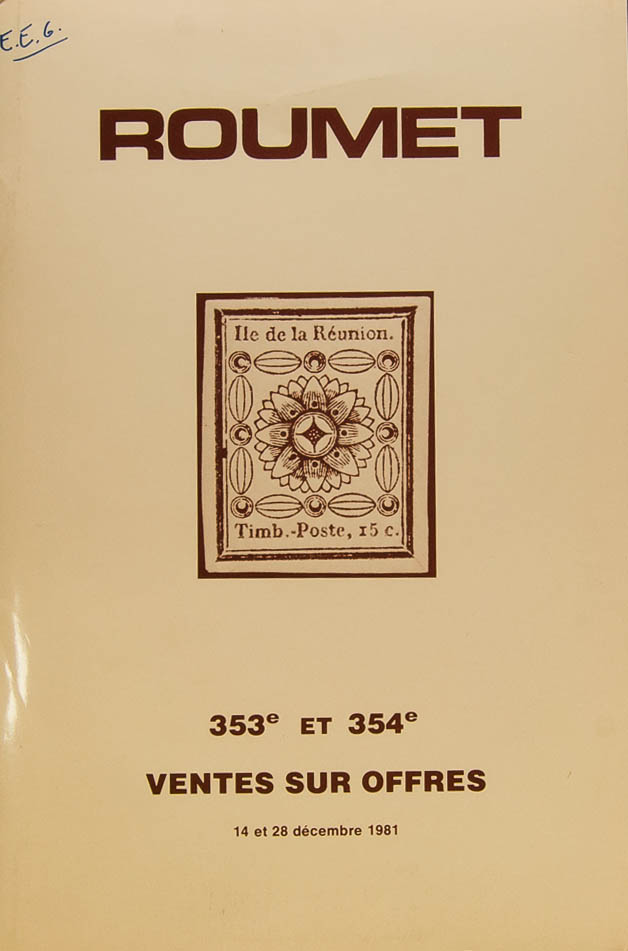 E.E.G.
ROUMET
Ile de la Réunion.
Timb.-Poste, 15 c.
353e ET 354e
VENTES SUR OFFRES
14 et 28 décembre 1981